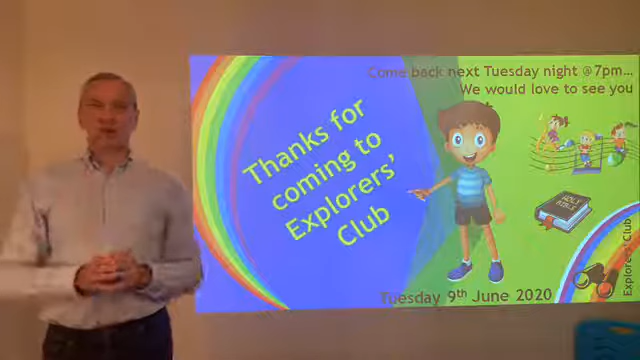 Come back next Tuesday night @7pm...
We would love to see you
Thanks for
coming to
Explorers'
Club
HOLY
BIBLE
Explorers' Club
Tuesday 9th June 2020